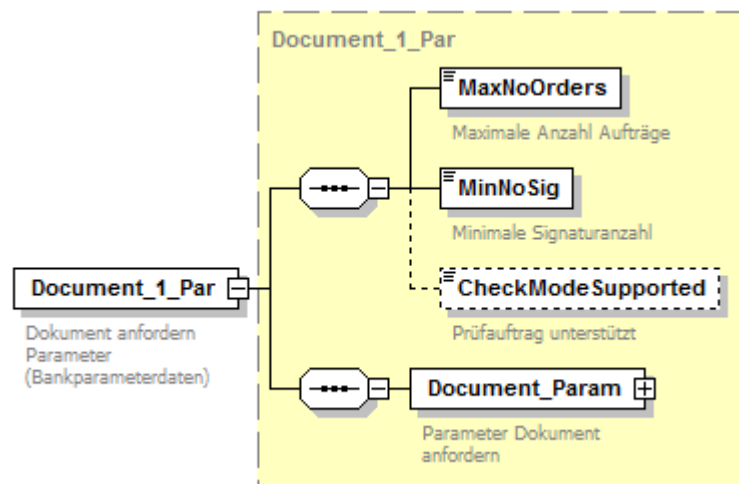 Document_1_Par
MaxNoOrders
Maximale Anzahl Aufträge
MinNoSig
Minimale Signaturanzahl
Document_1_Par
Dokument anfordern
Parameter
(Bankparameterdaten)
CheckModeSupported
Prüfauftrag unterstützt
Document_Param
Parameter Dokument
anfordern